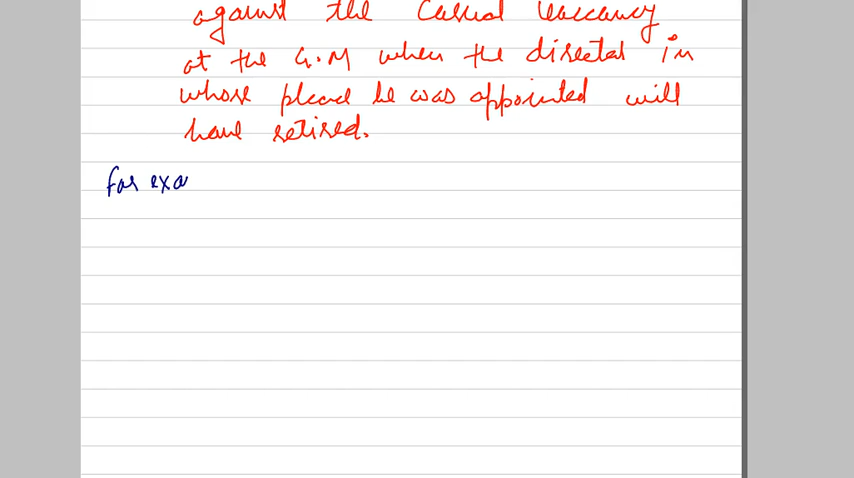 against the Casual Vaccancy
at the G.M when the director in
whose place he was appointed will
have retired.
for exa